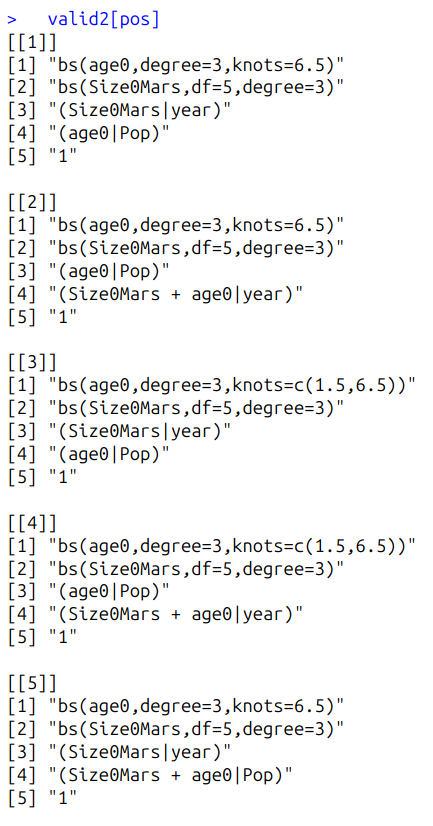 >   valid2[pos]
[[1]]
[1] "bs(age0,degree=3,knots=6.5)"
[2] "bs(Size0Mars,df=5,degree=3)"
[3] "(Size0Mars|year)"
[4] "(age0|Pop)"
[5] "1"

[[2]]
[1] "bs(age0,degree=3,knots=6.5)"
[2] "bs(Size0Mars,df=5,degree=3)"
[3] "(age0|Pop)"
[4] "(Size0Mars + age0|year)"
[5] "1"

[[3]]
[1] "bs(age0,degree=3,knots=c(1.5,6.5))"
[2] "bs(Size0Mars,df=5,degree=3)"
[3] "(Size0Mars|year)"
[4] "(age0|Pop)"
[5] "1"

[[4]]
[1] "bs(age0,degree=3,knots=c(1.5,6.5))"
[2] "bs(Size0Mars,df=5,degree=3)"
[3] "(age0|Pop)"
[4] "(Size0Mars + age0|year)"
[5] "1"

[[5]]
[1] "bs(age0,degree=3,knots=6.5)"
[2] "bs(Size0Mars,df=5,degree=3)"
[3] "(Size0Mars|year)"
[4] "(Size0Mars + age0|Pop)"
[5] "1"